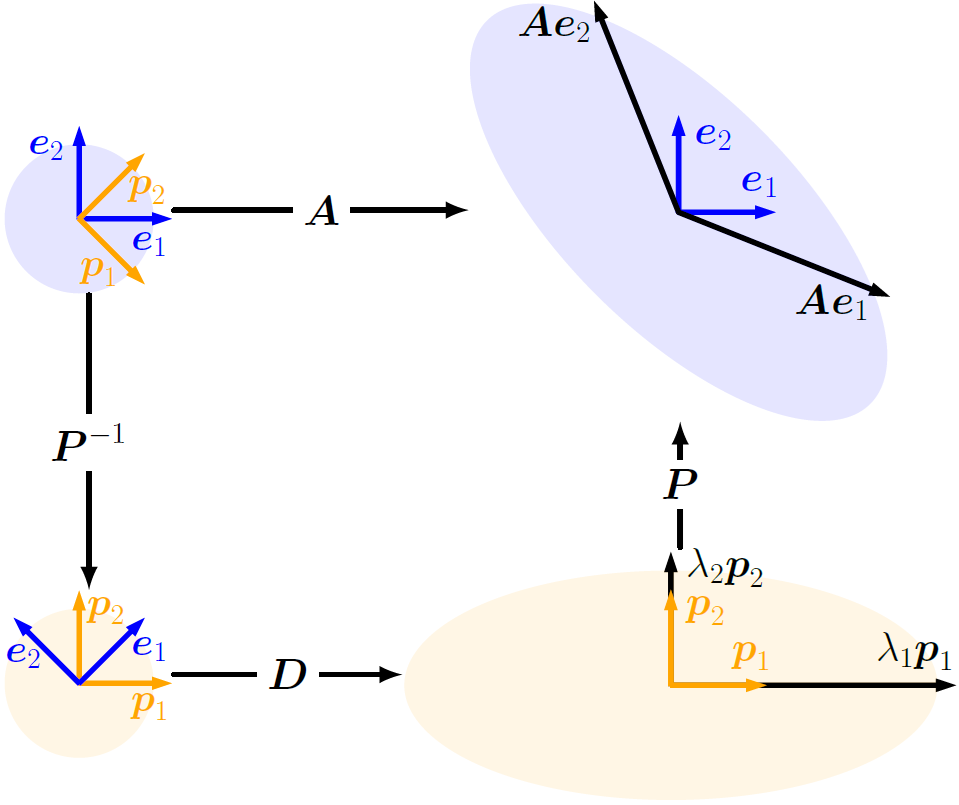 Ae₂
e₂
p₂
e₁
p₁
A
e₂
e₁
Ae₁
P⁻¹
P
λ₂p₂
p₂
e₂
e₁
p₁
D
p₂
p₁
λ₁p₁